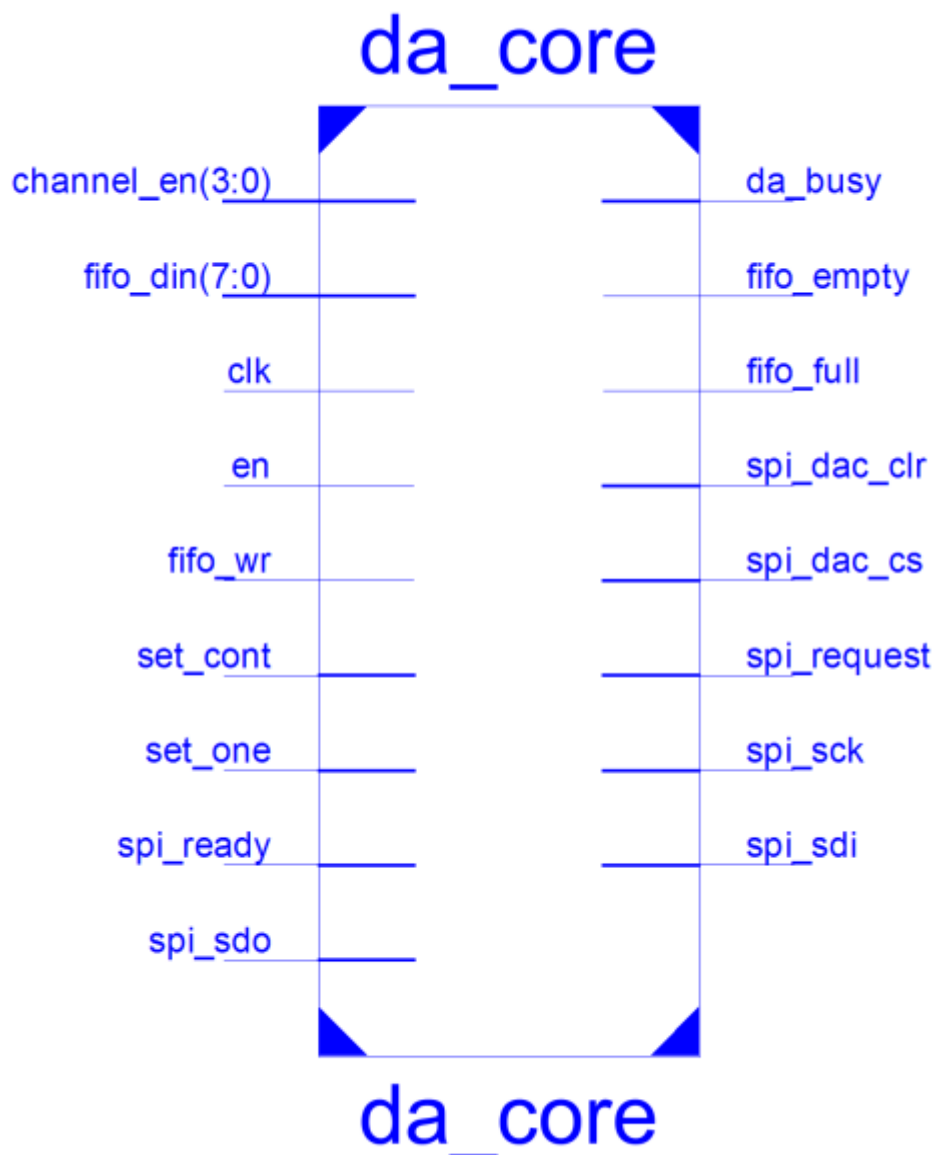 da_core
channel_en(3:0)
da_busy
fifo_din(7:0)
fifo_empty
clk
fifo_full
en
spi_dac_clr
fifo_wr
spi_dac_cs
set_cont
spi_request
set_one
spi_sck
spi_ready
spi_sdi
spi_sdo
da_core